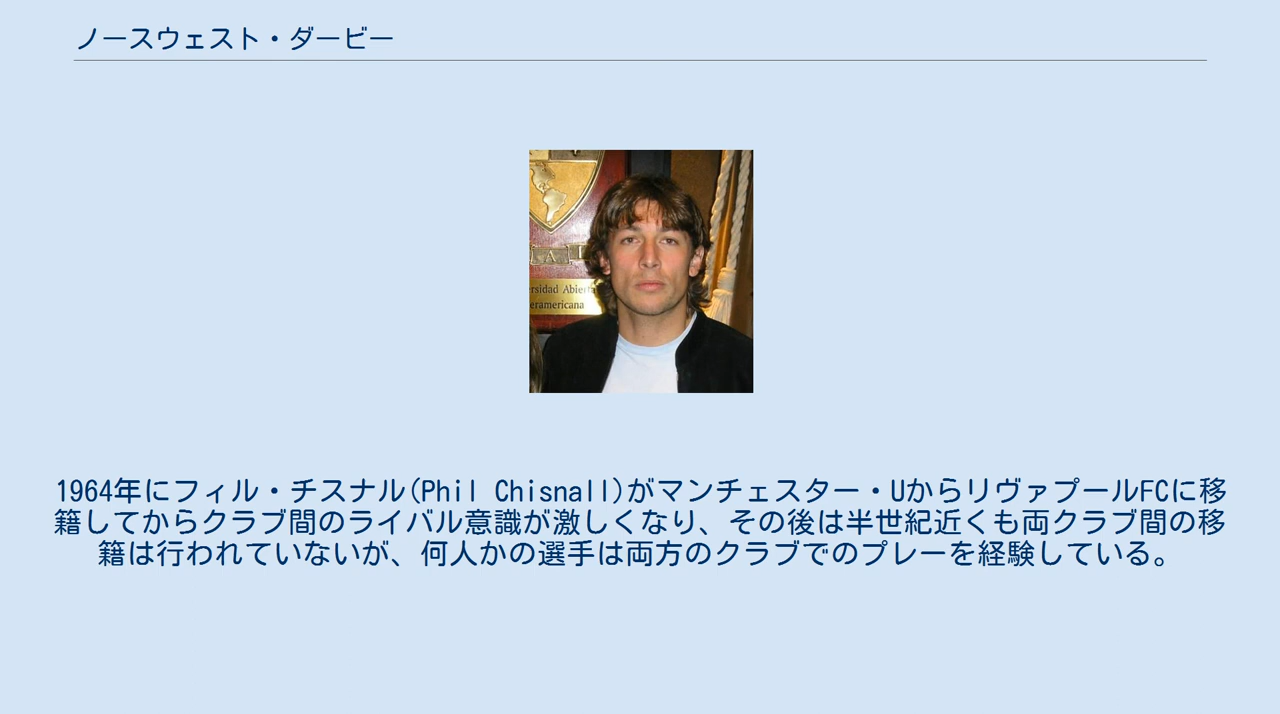 ノースウェスト・ダービー
LAI
rsidad Abiert
eramericana
1964年にフィル・チスナル(Phil Chisnall)がマンチェスター・UからリヴァプールFCに移
籍してからクラブ間のライバル意識が激しくなり、その後は半世紀近くも両クラブ間の移
籍は行われていないが、何人かの選手は両方のクラブでのプレーを経験している。